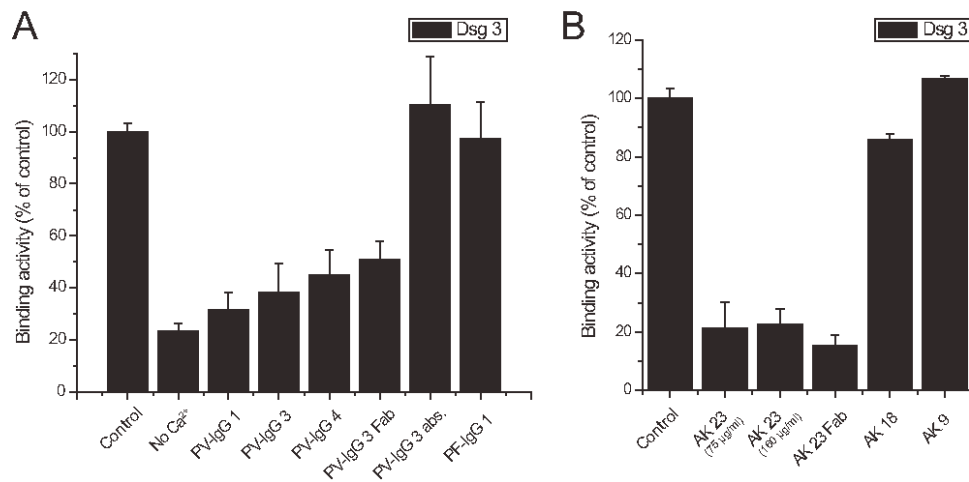 A
Dsg 3
Binding activity (% of control)
120
100
80
60
40
20
0
Control
No Ca²⁺
PV-IgG 1
PV-IgG 3
PV-IgG 4
PV-IgG 3 Fab
PV-IgG 3 abs.
PF-IgG 1
B
Dsg 3
Binding activity (% of control)
120
100
80
60
40
20
0
Control
AK 23
(75 µg/ml)
AK 23
(160 µg/ml)
AK 23 Fab
AK 18
AK 9